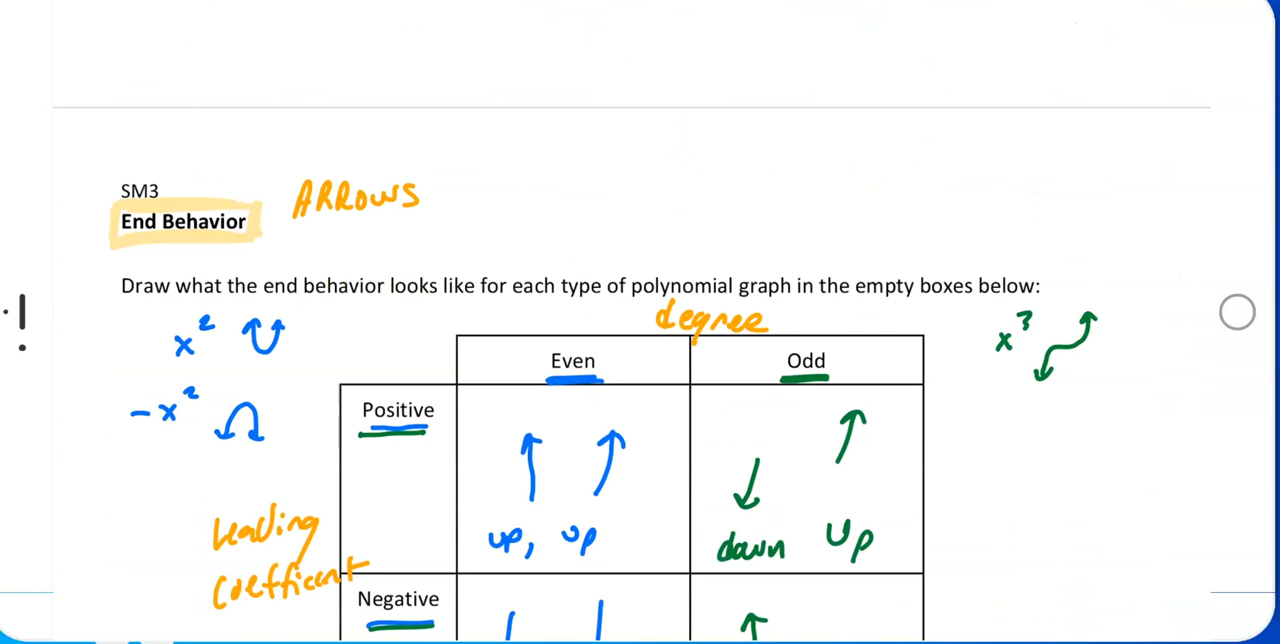 SM3
End Behavior ARROWS
Draw what the end behavior looks like for each type of polynomial graph in the empty boxes below:
degree
x² x³
Even Odd
-x²
Positive
up, up down Up
Leading
coefficient
Negative